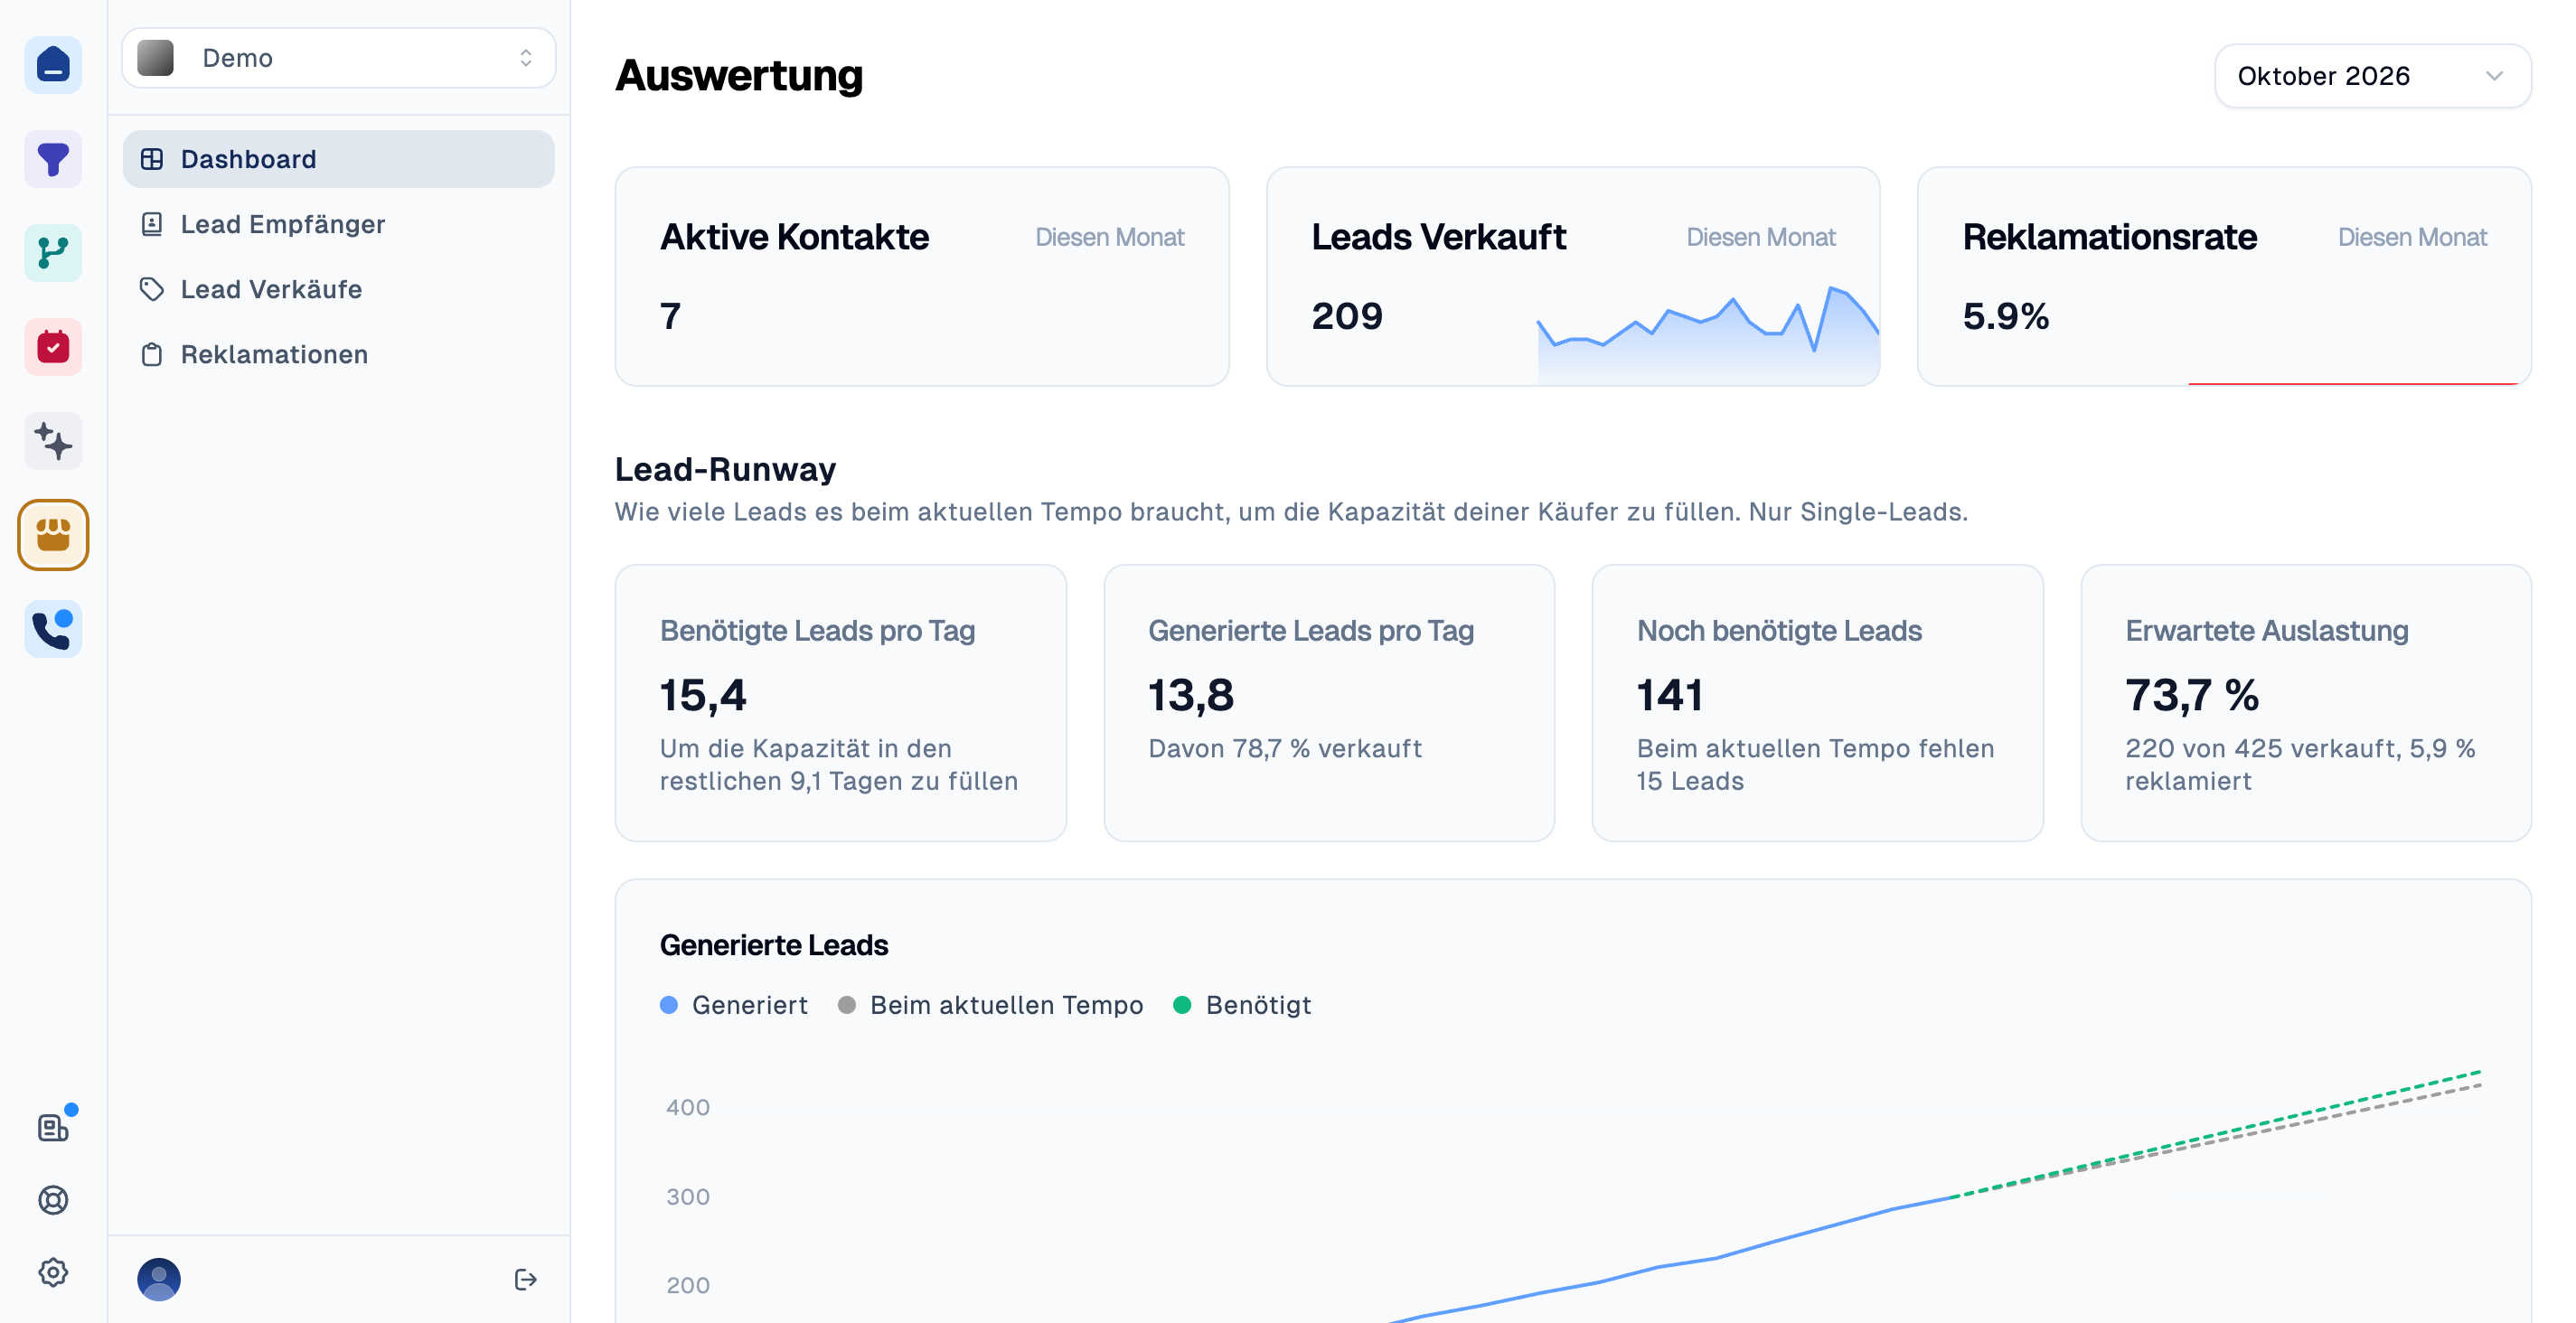 Demo
Dashboard
Lead Empfänger
Lead Verkäufe
Reklamationen
Auswertung
Oktober 2026
Aktive Kontakte
Diesen Monat
7
Leads Verkauft
Diesen Monat
209
Reklamationsrate
Diesen Monat
5.9%
Lead-Runway
Wie viele Leads es beim aktuellen Tempo braucht, um die Kapazität deiner Käufer zu füllen. Nur Single-Leads.
Benötigte Leads pro Tag
15,4
Um die Kapazität in den
restlichen 9,1 Tagen zu füllen
Generierte Leads pro Tag
13,8
Davon 78,7 % verkauft
Noch benötigte Leads
141
Beim aktuellen Tempo fehlen
15 Leads
Erwartete Auslastung
73,7 %
220 von 425 verkauft, 5,9 %
reklamiert
Generierte Leads
Generiert
Beim aktuellen Tempo
Benötigt
400
300
200